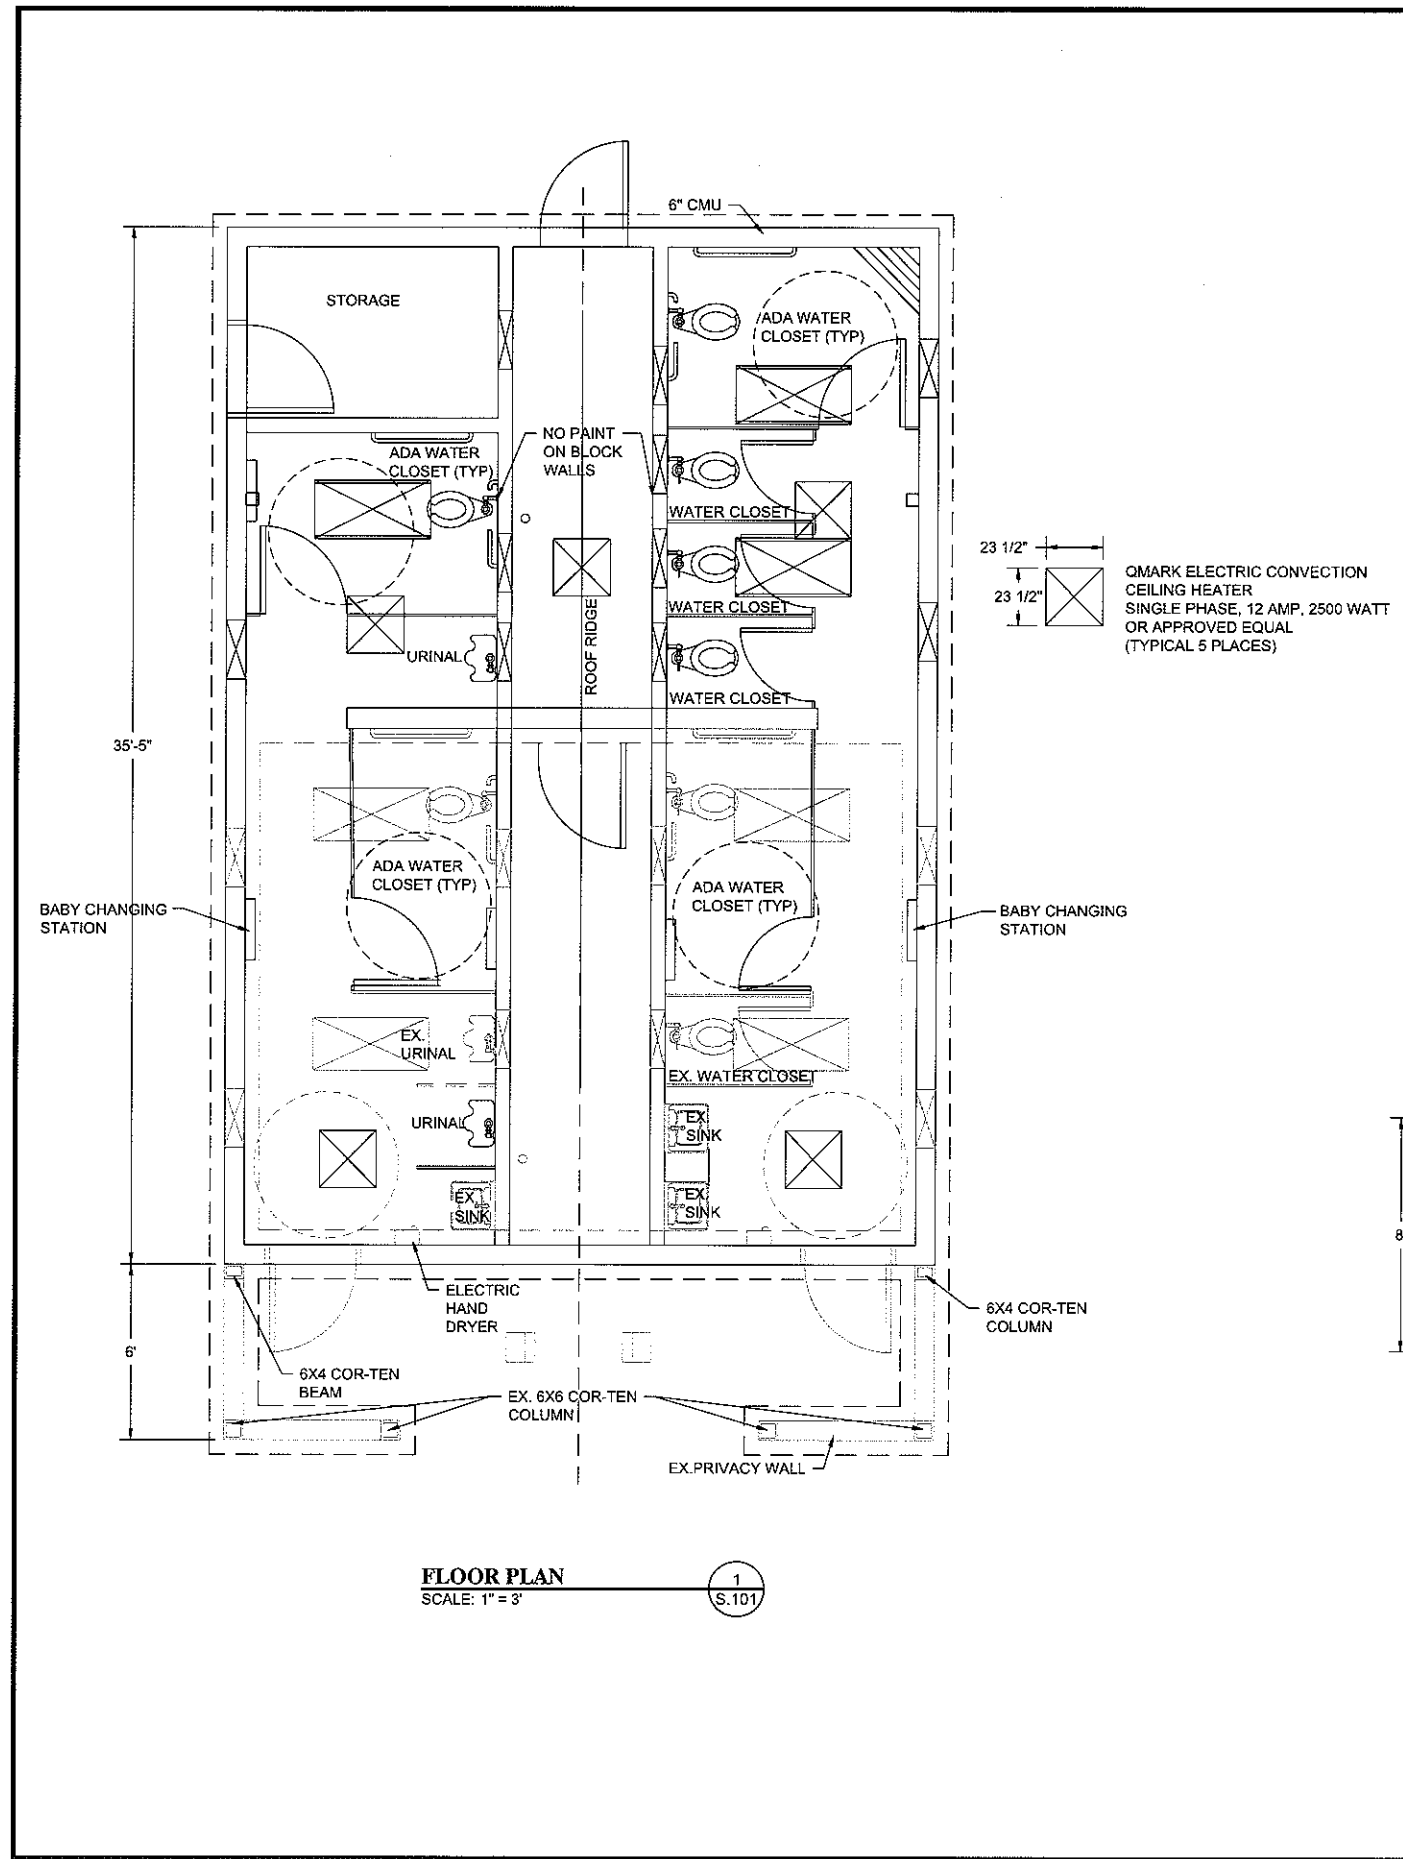 6" CMU
STORAGE
ADA WATER
CLOSET (TYP)
NO PAINT
ON BLOCK
WALLS
ADA WATER
CLOSET (TYP)
WATER CLOSET
23 1/2"
23 1/2"
QMARK ELECTRIC CONVECTION
CEILING HEATER
SINGLE PHASE, 12 AMP, 2500 WATT
OR APPROVED EQUAL
(TYPICAL 5 PLACES)
WATER CLOSET
URINAL
ROOF RIDGE
WATER CLOSET
35'-5"
ADA WATER
CLOSET (TYP)
ADA WATER
CLOSET (TYP)
BABY CHANGING
STATION
BABY CHANGING
STATION
EX.
URINAL
EX. WATER CLOSET
URINAL
EX.
SINK
EX.
SINK
EX.
SINK
8
ELECTRIC
HAND
DRYER
6X4 COR-TEN
COLUMN
6'
6X4 COR-TEN
BEAM
EX. 6X6 COR-TEN
COLUMN
EX.PRIVACY WALL
FLOOR PLAN
SCALE: 1" = 3'
1
S.101